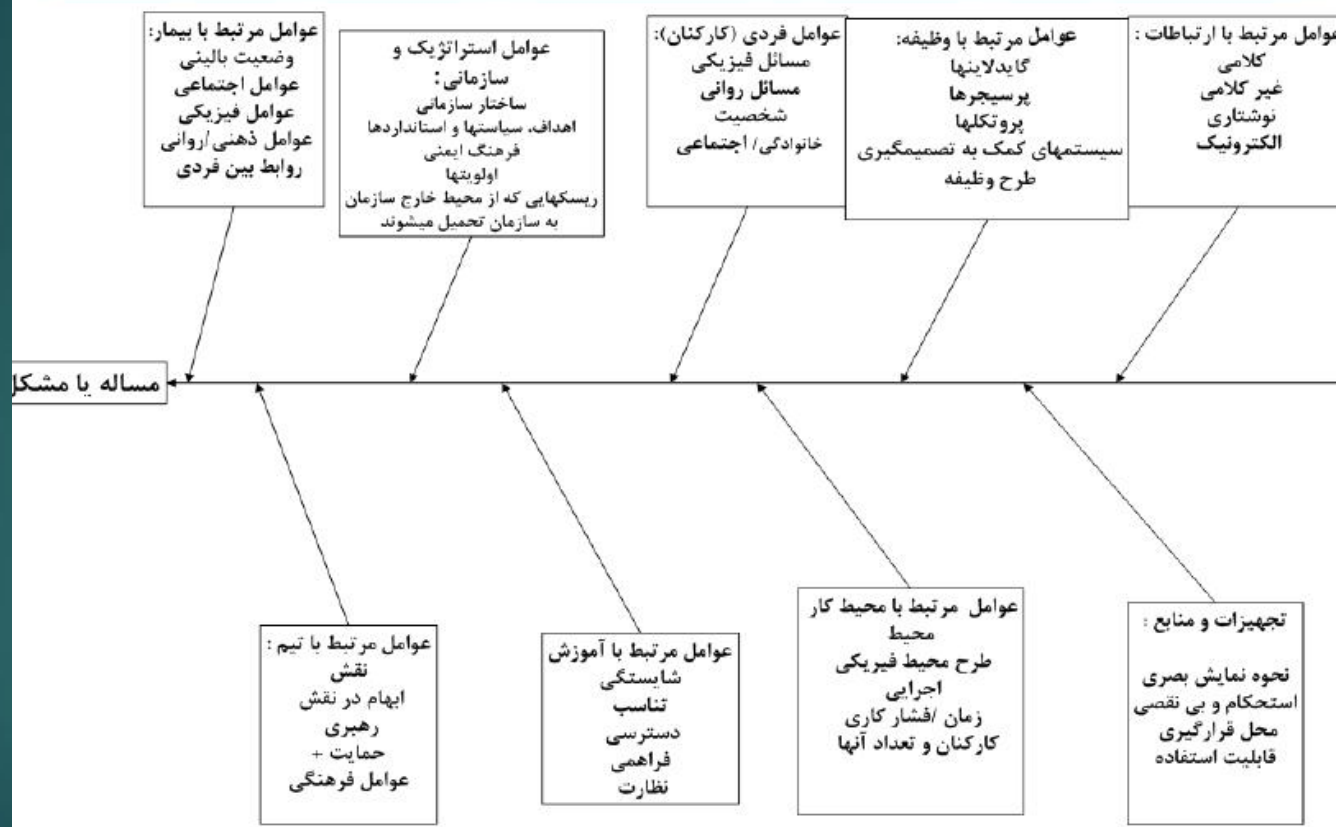 عوامل مرتبط با ارتباطات :
کلامی
غیر کلامی
نوشتاری
الکترونیک
عوامل مرتبط با وظیفه:
گایدلاینها
پرسیجرها
پروتکلها
سیستمهای کمک به تصمیمگیری
طرح وظیفه
عوامل فردی (کارکنان):
مسائل فیزیکی
مسائل روانی
شخصیت
خانوادگی/ اجتماعی
عوامل استراتژیک و
سازمانی:
ساختار سازمانی
اهداف، سیاستها و استانداردها
فرهنگ ایمنی
اولویتها
ریسکهایی که از محیط خارج سازمان
به سازمان تحمیل میشوند
عوامل مرتبط با بیمار:
وضعیت بالینی
عوامل اجتماعی
عوامل فیزیکی
عوامل ذهنی/روانی
روابط بین فردی
مساله یا مشکل
تجهیزات و منابع :
نحوه نمایش بصری
استحکام و بی نقصی
محل قرارگیری
قابلیت استفاده
عوامل مرتبط با محیط کار
محیط
طرح محیط فیریکی
اجرایی
زمان /فشار کاری
کارکنان و تعداد آنها
عوامل مرتبط با آموزش
شایستگی
تناسب
دسترسی
فراهمی
نظارت
عوامل مرتبط با تیم :
نقش
ابهام در نقش
رهبری
حمایت +
عوامل فرهنگی